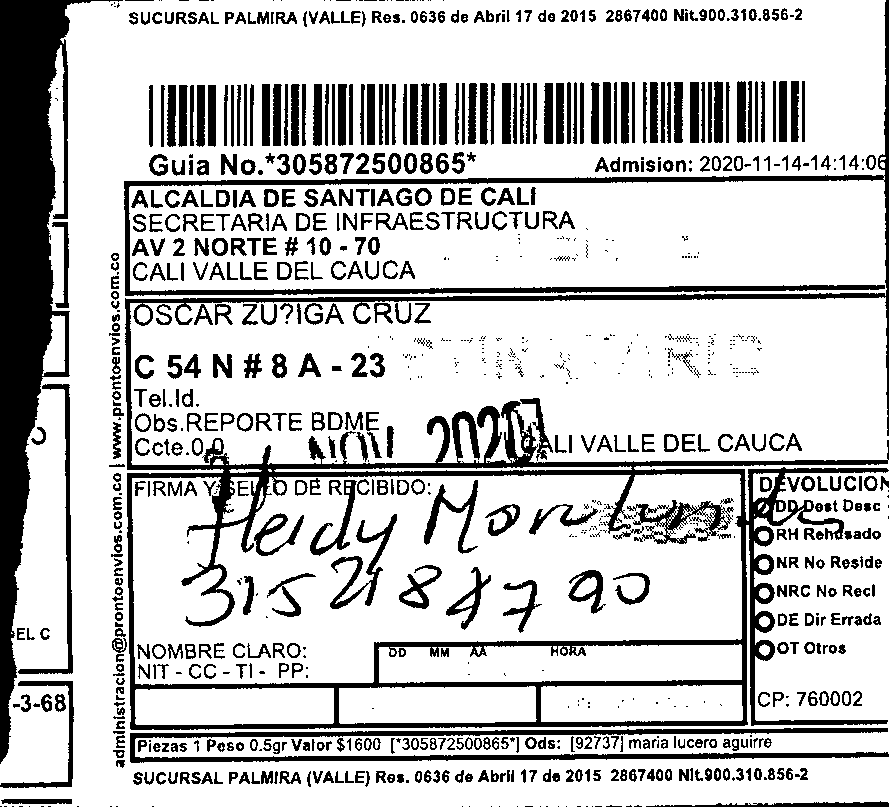 SUCURSAL PALMIRA (VALLE) Res. 0636 de Abril 17 de 2015 2867400 Nit.900.310.856-2
Guia No.*305872500865*
Admision: 2020-11-14-14:14:06
ALCALDIA DE SANTIAGO DE CALI
SECRETARIA DE INFRAESTRUCTURA
AV 2 NORTE # 10 - 70
CALI VALLE DEL CAUCA
OSCAR ZU?IGA CRUZ
C 54 N # 8 A - 23
Tel.Id.
Obs.REPORTE BDME
Ccte.0,0
NOV 2020
CALI VALLE DEL CAUCA
administracion@prontoenvios.com.co | www.prontoenvios.com.co
FIRMA Y SELLO DE RECIBIDO:
Heidy
315 218 8790
NOMBRE CLARO:
NIT - CC - TI - PP:
DD MM AA HORA
DEVOLUCION
DD Dest Desc
RH Rehusado
NR No Reside
NRC No Recl
DE Dir Errada
OT Otros
CP: 760002
EL C
-3-68
Piezas 1 Peso 0.5gr Valor $1600 [*305872500865*] Ods: [92737] maria lucero aguirre
SUCURSAL PALMIRA (VALLE) Res. 0636 de Abril 17 de 2015 2867400 Nit.900.310.856-2